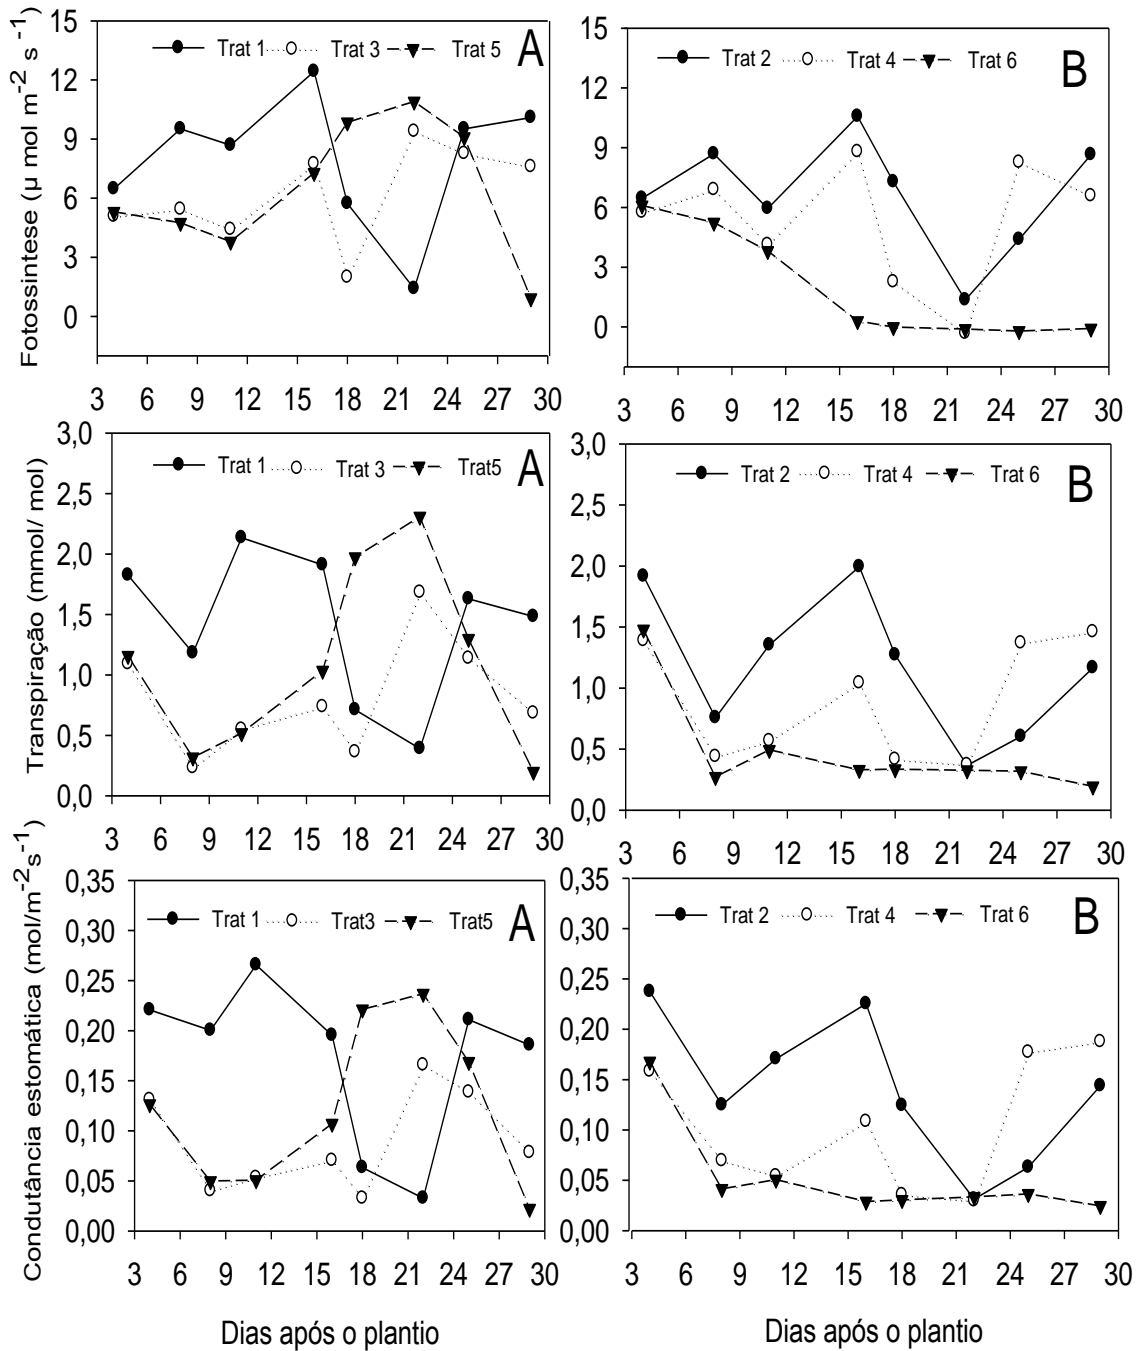 Fotossintese (µ mol m-2 s -1)
15
12
9
6
3
0
Trat 1 Trat 3 Trat 5 A
3 6 9 12 15 18 21 24 27 30
15
12
9
6
3
0
Trat 2 Trat 4 Trat 6 B
3 6 9 12 15 18 21 24 27 30
Transpiração (mmol/ mol)
3,0
2,5
2,0
1,5
1,0
0,5
0,0
Trat 1 Trat 3 Trat5 A
3 6 9 12 15 18 21 24 27 30
3,0
2,5
2,0
1,5
1,0
0,5
0,0
Trat 2 Trat 4 Trat 6 B
3 6 9 12 15 18 21 24 27 30
Condutância estomática (mol/m-2s-1)
0,35
0,30
0,25
0,20
0,15
0,10
0,05
0,00
Trat 1 Trat3 Trat5 A
3 6 9 12 15 18 21 24 27 30
Dias após o plantio
0,35
0,30
0,25
0,20
0,15
0,10
0,05
0,00
Trat 2 Trat 4 Trat 6 B
3 6 9 12 15 18 21 24 27 30
Dias após o plantio